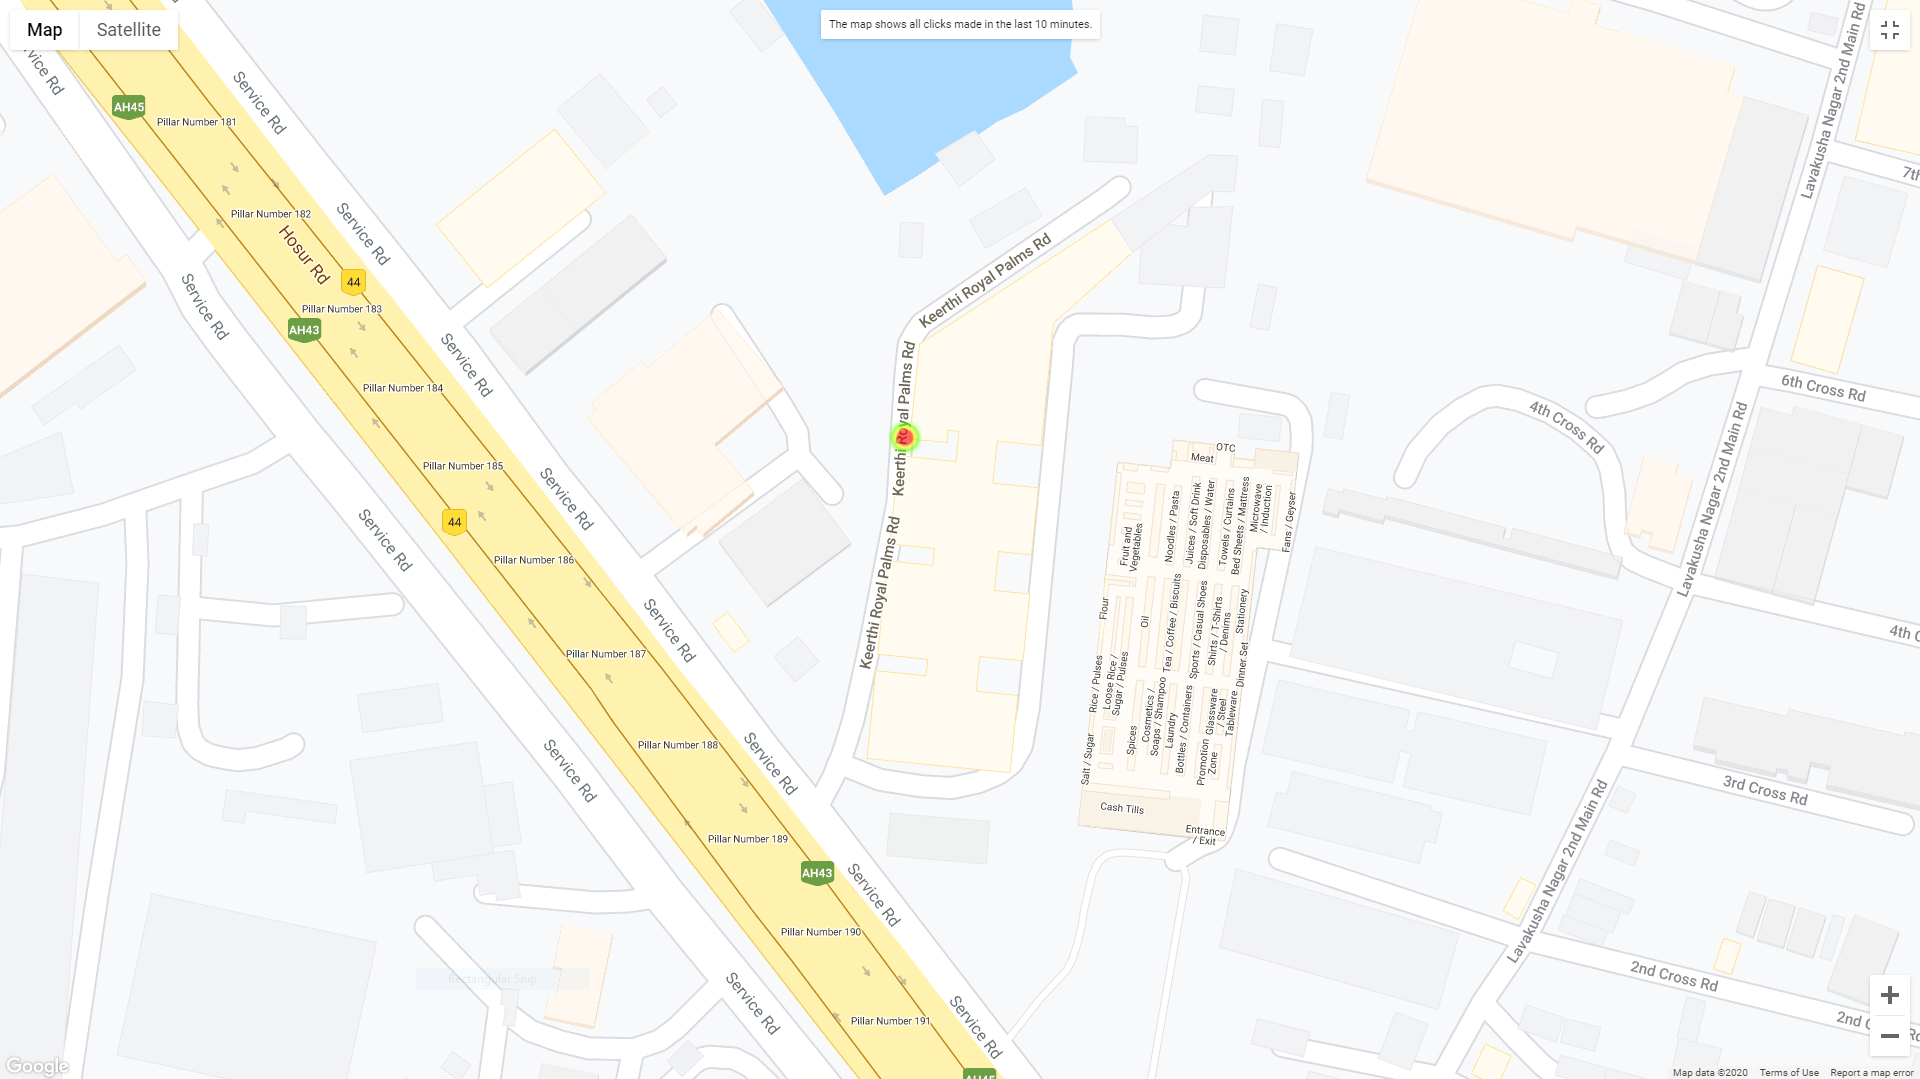 Map
Satellite
The map shows all clicks made in the last 10 minutes.
Service Rd
AH45
Pillar Number 181
Service Rd
Lavakusha Nagar 2nd Main Rd
7th
Pillar Number 182
Hosur Rd
Service Rd
44
Keerthi Royal Palms Rd
Service Rd
Pillar Number 183
AH43
Service Rd
Keerthi Royal Palms Rd
Pillar Number 184
6th Cross Rd
4th Cross Rd
Lavakusha Nagar 2nd Main Rd
Pillar Number 185
OTC
Meat
Service Rd
44
Service Rd
Pillar Number 186
Keerthi Royal Palms Rd
Fruit and
Vegetables
Noodles / Pasta
Juices / Soft Drink
Disposables / Water
Towels / Curtains
Bed Sheets / Mattress
Microwave
/ Induction
Fans / Geyser
Flour
Oil
Tea / Coffee / Biscuits
Sports / Casual Shoes
Shirts / T-Shirts
/ Denims
Stationery
Dinner Set
Service Rd
Pillar Number 187
4th C
Rice / Pulses
Loose Rice /
Sugar / Pulses
Salt / Sugar
Spices
Cosmetics /
Soaps / Shampoo
Laundry
Bottles / Containers
Glassware
/ Steel
Tableware
Promotion
Zone
Pillar Number 188
Service Rd
Service Rd
3rd Cross Rd
Cash Tills
Entrance
/ Exit
Pillar Number 189
AH43
Service Rd
Lavakusha Nagar 2nd Main Rd
Pillar Number 190
Rectangular Snip
2nd Cross Rd
Service Rd
Pillar Number 191
Service Rd
2nd C
Rd
AH45
Google
Map data ©2020
Terms of Use
Report a map error